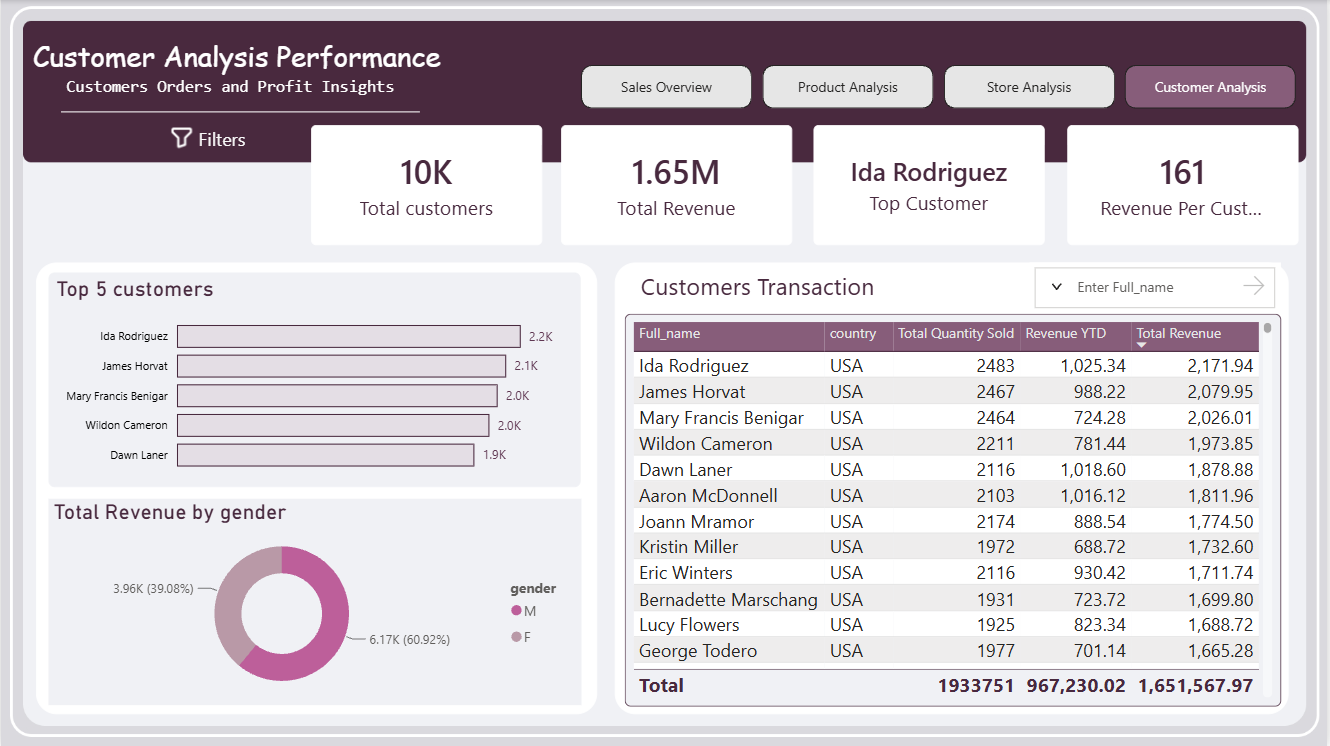 Customer Analysis Performance
Customers Orders and Profit Insights
Sales Overview
Product Analysis
Store Analysis
Customer Analysis
Filters
10K
Total customers
1.65M
Total Revenue
Ida Rodriguez
Top Customer
161
Revenue Per Cust...
Top 5 customers
Ida Rodriguez 2.2K
James Horvat 2.1K
Mary Francis Benigar 2.0K
Wildon Cameron 2.0K
Dawn Laner 1.9K
Total Revenue by gender
3.96K (39.08%)
6.17K (60.92%)
gender
M
F
Customers Transaction
Enter Full_name
Full_name country Total Quantity Sold Revenue YTD Total Revenue
Ida Rodriguez USA 2483 1,025.34 2,171.94
James Horvat USA 2467 988.22 2,079.95
Mary Francis Benigar USA 2464 724.28 2,026.01
Wildon Cameron USA 2211 781.44 1,973.85
Dawn Laner USA 2116 1,018.60 1,878.88
Aaron McDonnell USA 2103 1,016.12 1,811.96
Joann Mramor USA 2174 888.54 1,774.50
Kristin Miller USA 1972 688.72 1,732.60
Eric Winters USA 2116 930.42 1,711.74
Bernadette Marschang USA 1931 723.72 1,699.80
Lucy Flowers USA 1925 823.34 1,688.72
George Todero USA 1977 701.14 1,665.28
Total 1933751 967,230.02 1,651,567.97